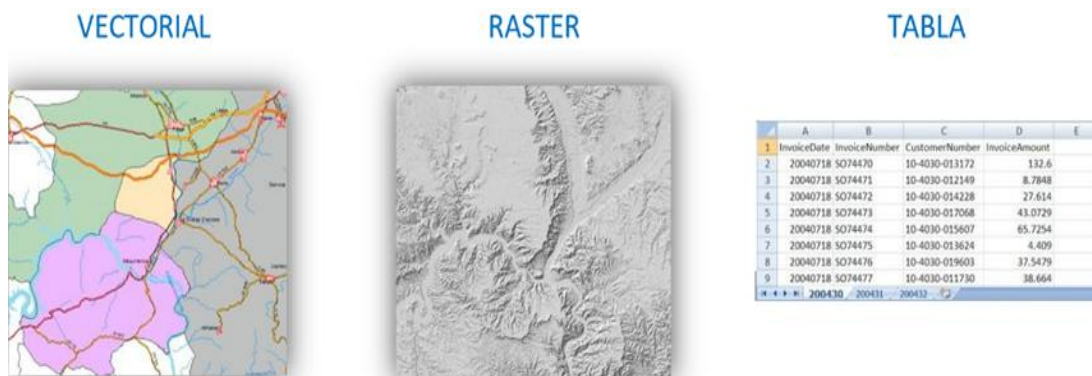 VECTORIAL
RASTER
TABLA
A B C D E
1 InvoiceDate InvoiceNumber CustomerNumber InvoiceAmount
2 20040718 SO74470 10-4030-013172 132.6
3 20040718 SO74471 10-4030-012149 8.7848
4 20040718 SO74472 10-4030-014228 27.614
5 20040718 SO74473 10-4030-017068 43.0729
6 20040718 SO74474 10-4030-015607 65.7254
7 20040718 SO74475 10-4030-013624 4.409
8 20040718 SO74476 10-4030-019603 37.5479
9 20040718 SO74477 10-4030-011730 38.664
200430 200431 200432